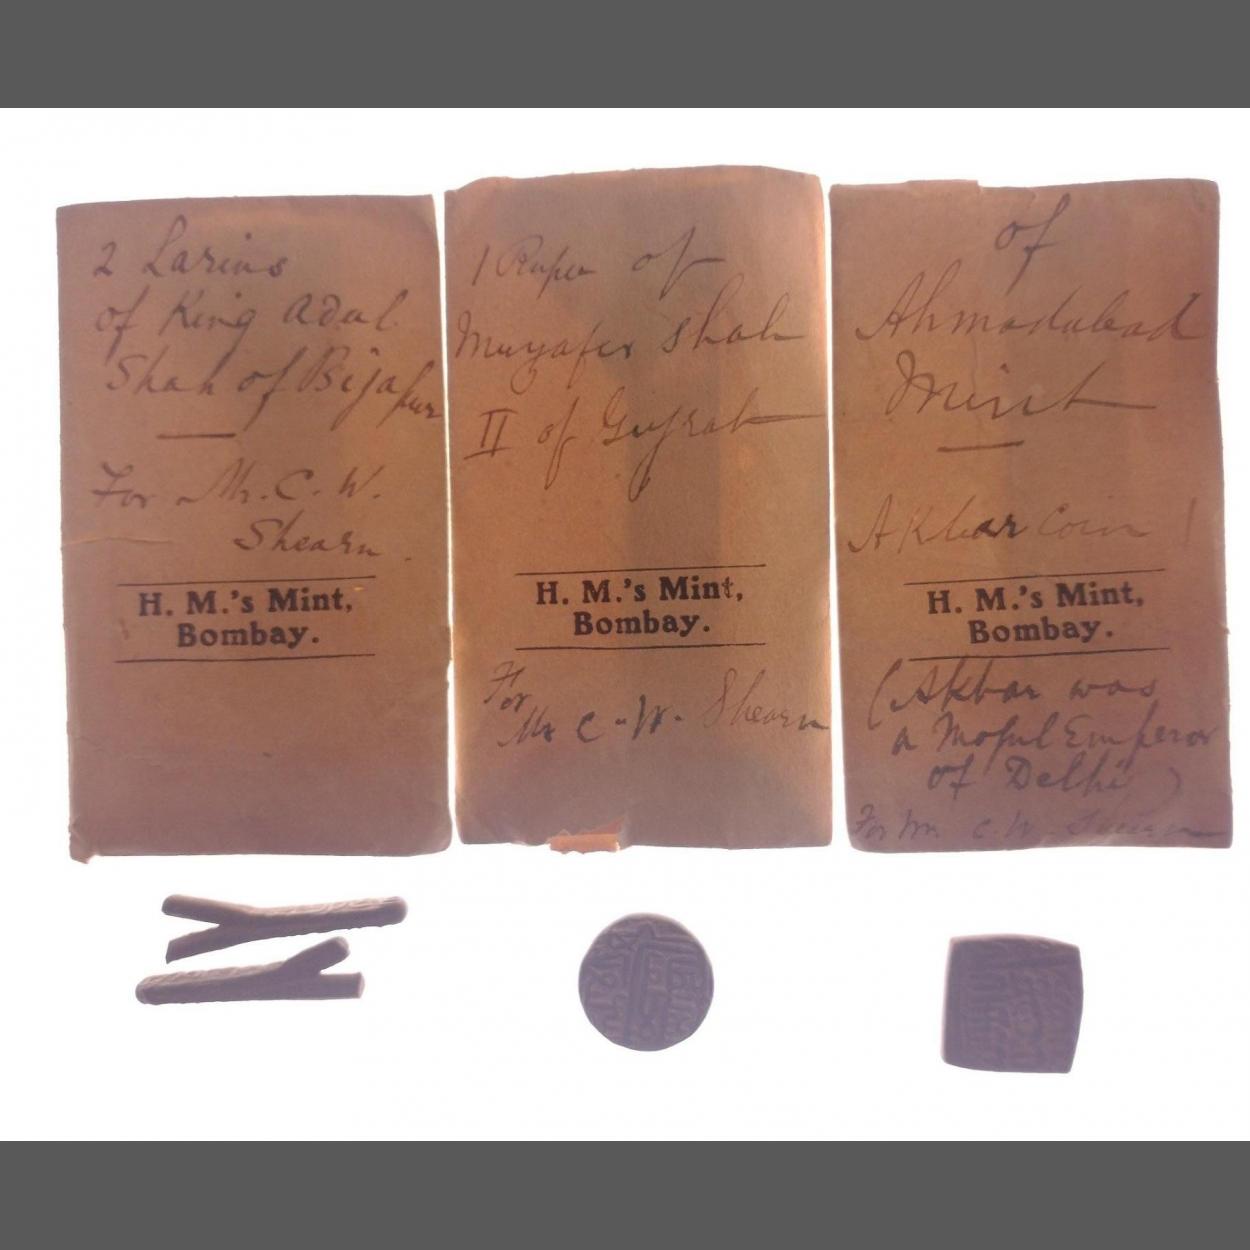 2 Larins
of King Adal
Shah of Bijapur
For Mr. C. W.
Shearn.
H. M.'s Mint,
Bombay.
1 Rupee of
Muzafer Shah
II of Gujrat
H. M.'s Mint,
Bombay.
For
Mr C. W. Shearn
of
Ahmadabad
Mint
Akbar Coin 1
H. M.'s Mint,
Bombay.
(Akbar was
a Mogul Emperor
of Delhi)
For Mr. C. W. Shearn